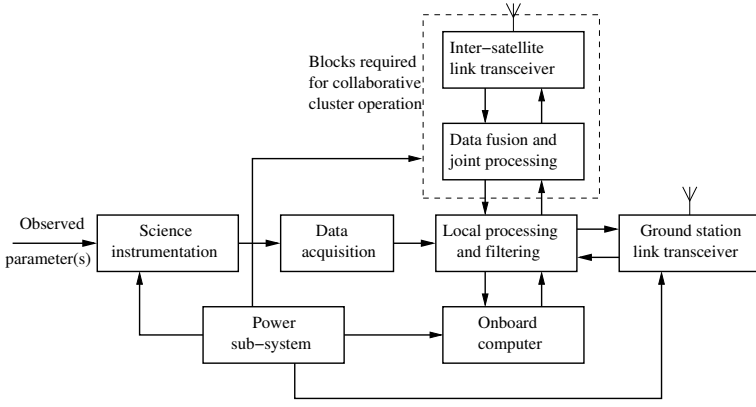 Inter−satellite
link transceiver
Blocks required
for collaborative
cluster operation
Data fusion and
joint processing
Observed
parameter(s)
Science
instrumentation
Data
acquisition
Local processing
and filtering
Ground station
link transceiver
Power
sub−system
Onboard
computer